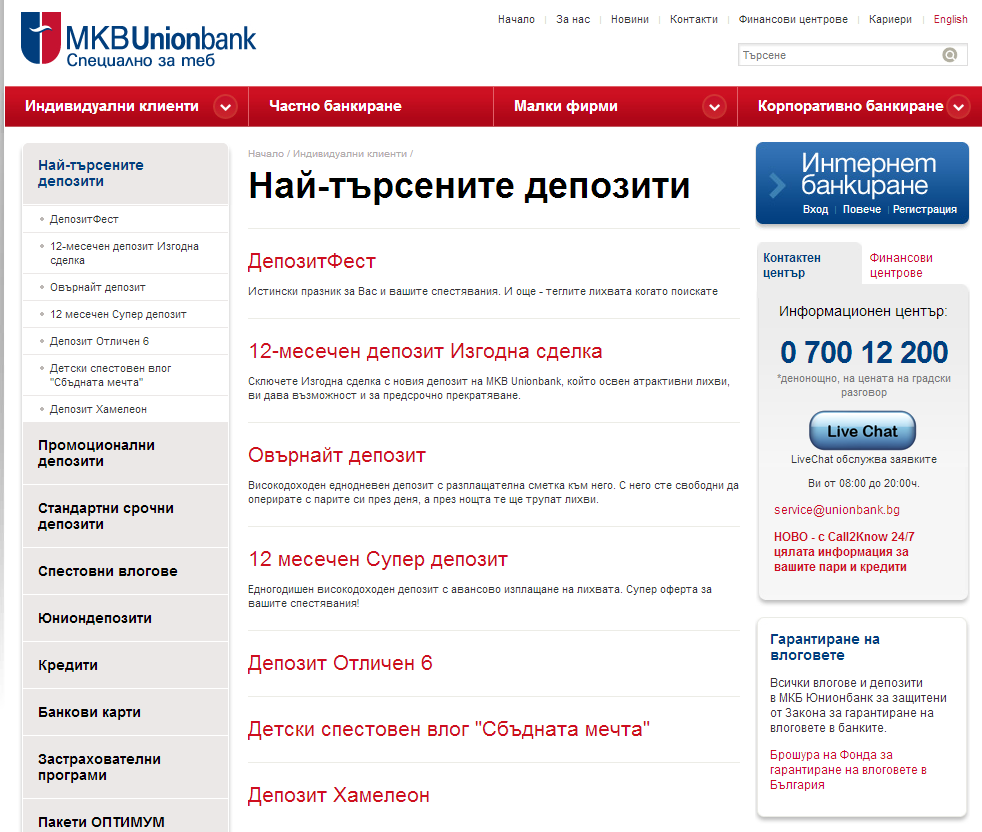 MKB Unionbank
Специално за теб
Начало
За нас
Новини
Контакти
Финансови центрове
Кариери
English
Търсене
Индивидуални клиенти
Частно банкиране
Малки фирми
Корпоративно банкиране
Най-търсените
депозити
ДепозитФест
12-месечен депозит Изгодна
сделка
Овърнайт депозит
12 месечен Супер депозит
Депозит Отличен 6
Детски спестовен влог
"Сбъдната мечта"
Депозит Хамелеон
Промоционални
депозити
Стандартни срочни
депозити
Спестовни влогове
Юниондепозити
Кредити
Банкови карти
Застрахователни
програми
Пакети ОПТИМУМ
Начало / Индивидуални клиенти /
Най-търсените депозити
ДепозитФест
Истински празник за Вас и вашите спестявания. И още - теглите лихвата когато поискате
12-месечен депозит Изгодна сделка
Сключете Изгодна сделка с новия депозит на MKB Unionbank, който освен атрактивни лихви,
ви дава възможност и за предсрочно прекратяване.
Овърнайт депозит
Високодоходен еднодневен депозит с разплащателна сметка към него. С него сте свободни да
оперирате с парите си през деня, а през нощта те ще трупат лихви.
12 месечен Супер депозит
Едногодишен високодоходен депозит с авансово изплащане на лихвата. Супер оферта за
вашите спестявания!
Депозит Отличен 6
Детски спестовен влог "Сбъдната мечта"
Депозит Хамелеон
Интернет
банкиране
Вход
Повече
Регистрация
Контактен
център
Финансови
центрове
Информационен център:
0 700 12 200
*денонощно, на цената на градски
разговор
Live Chat
LiveChat обслужва заявките
Ви от 08:00 до 20:00ч.
service@unionbank.bg
НОВО - с Call2Know 24/7
цялата информация за
вашите пари и кредити
Гарантиране на
влоговете
Всички влогове и депозити
в МКБ Юнионбанк за защитени
от Закона за гарантиране на
влоговете в банките.
Брошура на Фонда за
гарантиране на влоговете в
България